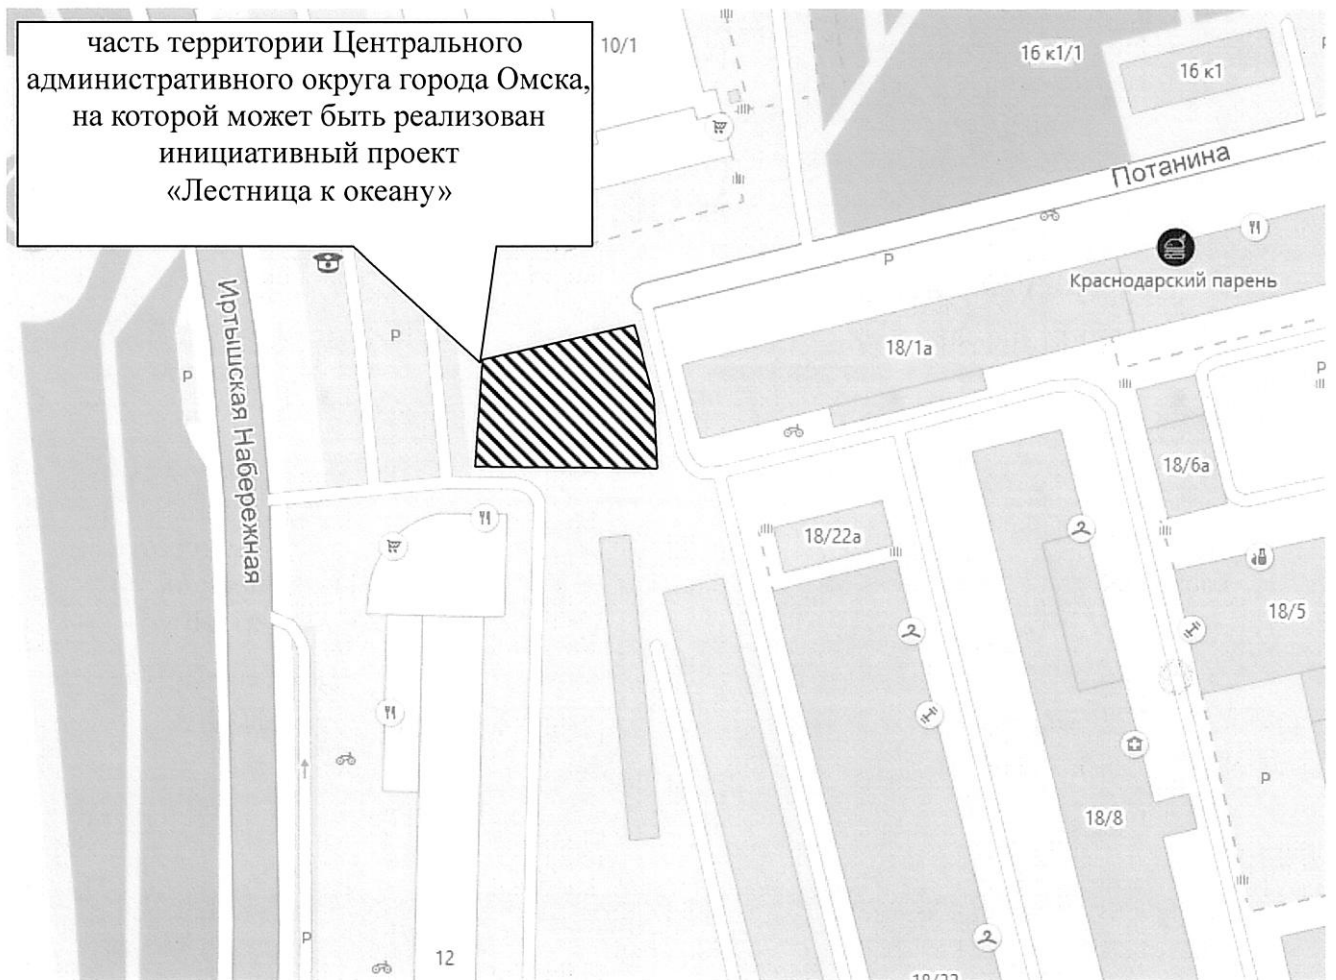 часть территории Центрального
административного округа города Омска,
на которой может быть реализован
инициативный проект
«Лестница к океану»
10/1
16 к1/1
16 к1
Потанина
P
Краснодарский парень
P
Иртышская Набережная
P
P
18/1а
P
18/6а
18/22а
18/5
P
18/8
P
12
18/22